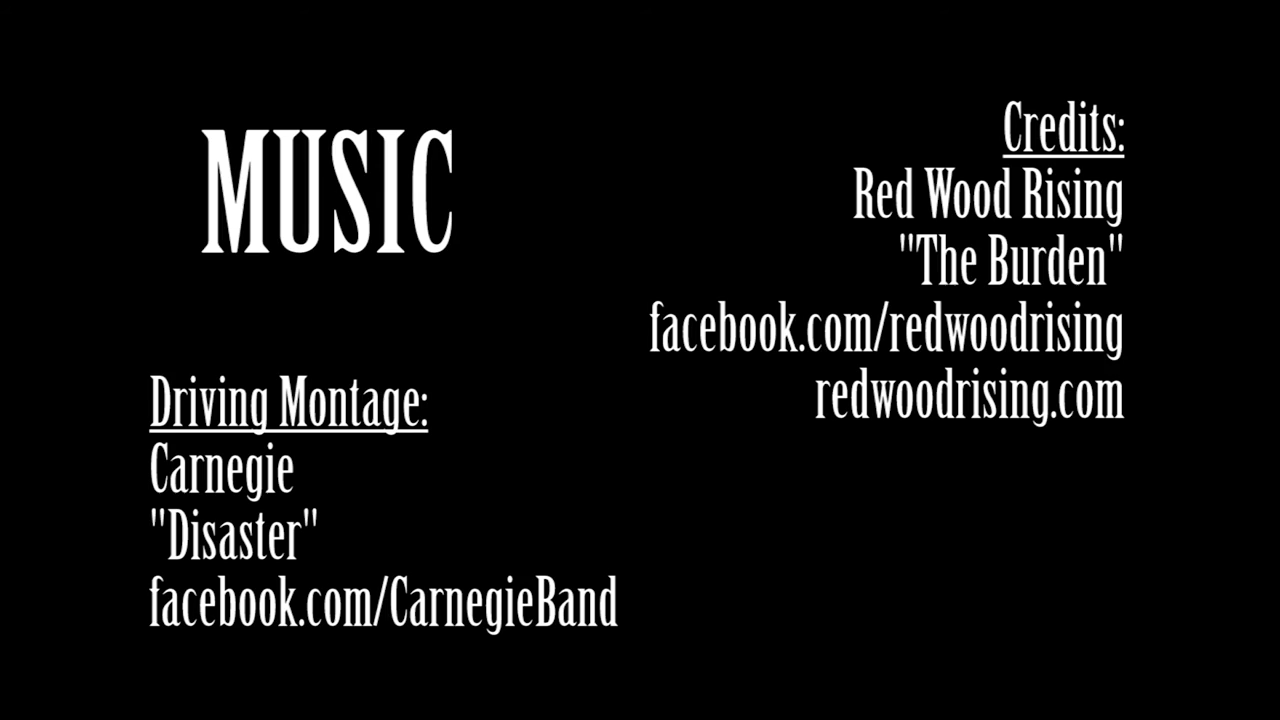 MUSIC
Driving Montage:
Carnegie
"Disaster"
facebook.com/CarnegieBand
Credits:
Red Wood Rising
"The Burden"
facebook.com/redwoodrising
redwoodrising.com